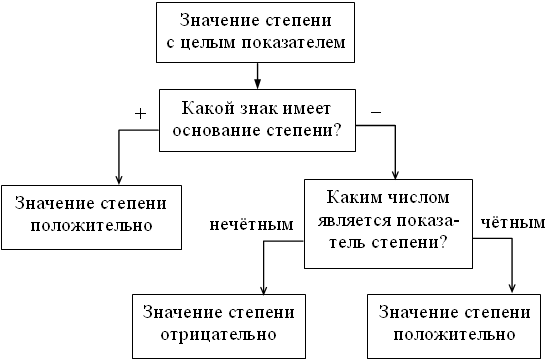 Значение степени
с целым показателем
+
Какой знак имеет
основание степени?
–
Значение степени
положительно
нечётным
Каким числом
является показа-
тель степени?
чётным
Значение степени
отрицательно
Значение степени
положительно